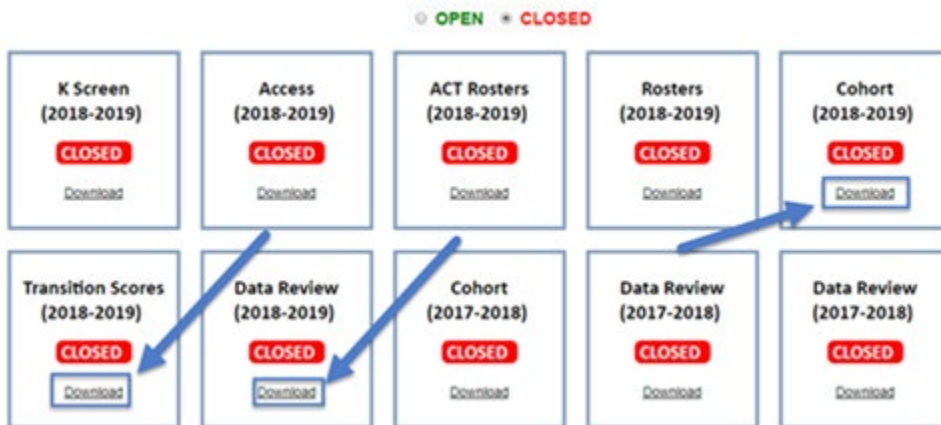 OPEN CLOSED
K Screen
(2018-2019)
CLOSED
Download
Access
(2018-2019)
CLOSED
Download
ACT Rosters
(2018-2019)
CLOSED
Download
Rosters
(2018-2019)
CLOSED
Download
Cohort
(2018-2019)
CLOSED
Download
Transition Scores
(2018-2019)
CLOSED
Download
Data Review
(2018-2019)
CLOSED
Download
Cohort
(2017-2018)
CLOSED
Download
Data Review
(2017-2018)
CLOSED
Download
Data Review
(2017-2018)
CLOSED
Download